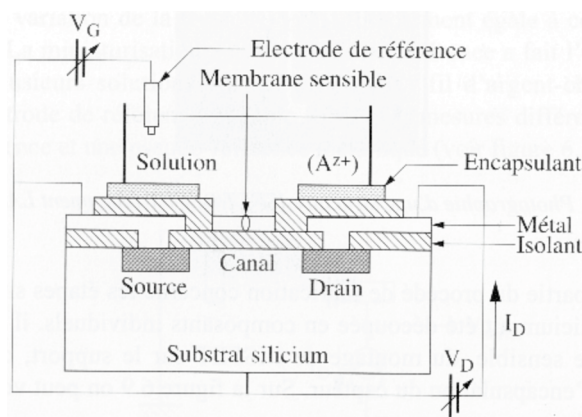 V_G
Electrode de référence
Membrane sensible
Solution
(A^z+)
Encapsulant
Métal
Isolant
Source
Canal
Drain
I_D
Substrat silicium
V_D